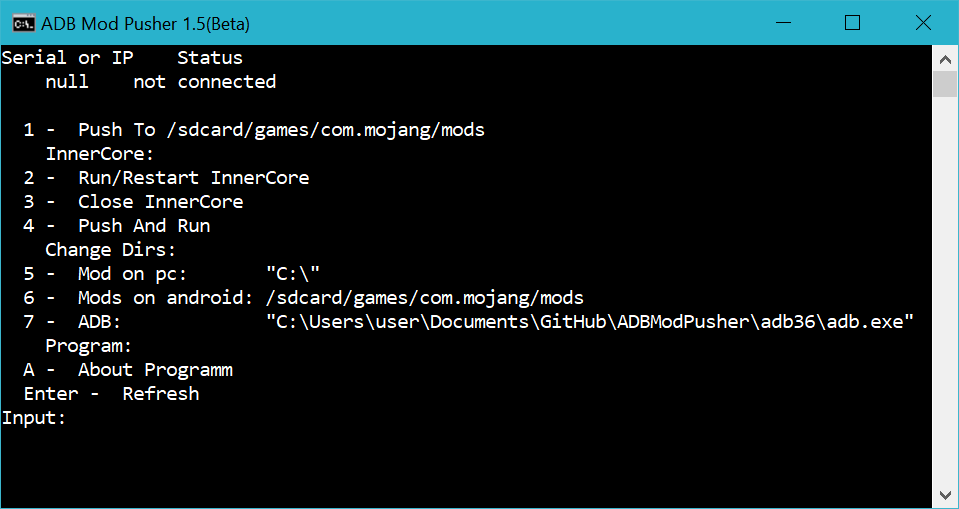 ADB Mod Pusher 1.5(Beta)
Serial or IP    Status
    null    not connected
  1 -  Push To /sdcard/games/com.mojang/mods
    InnerCore:
  2 -  Run/Restart InnerCore
  3 -  Close InnerCore
  4 -  Push And Run
    Change Dirs:
  5 -  Mod on pc:       "C:\"
  6 -  Mods on android: /sdcard/games/com.mojang/mods
  7 -  ADB:             "C:\Users\user\Documents\GitHub\ADBModPusher\adb36\adb.exe"
    Program:
  A -  About Programm
  Enter -  Refresh
Input: